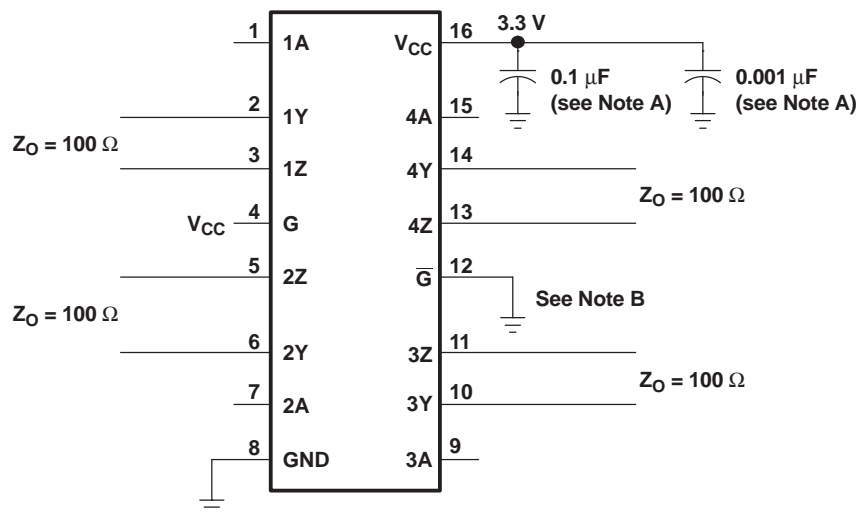 3.3 V
1 1A VCC 16
0.1 μF 0.001 μF
(see Note A) (see Note A)
2 1Y 4A 15
ZO = 100 Ω
3 1Z 4Y 14
ZO = 100 Ω
VCC 4 G 4Z 13
5 2Z G̅ 12
See Note B
ZO = 100 Ω
6 2Y 3Z 11
ZO = 100 Ω
7 2A 3Y 10
8 GND 3A 9